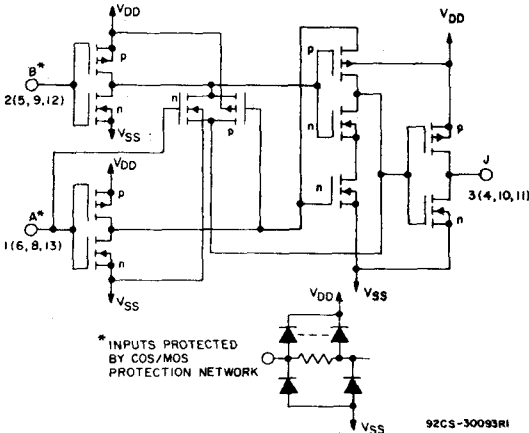 VDD
VDD
B*
p
p
2(5, 9,12)
n
n
p
VSS
n
p
J
VDD
n
3(4,10,11)
A*
p
n
1(6, 8,13)
n
VSS
VSS
VDD
* INPUTS PROTECTED
BY COS/MOS
PROTECTION NETWORK
VSS
92CS-30093R1